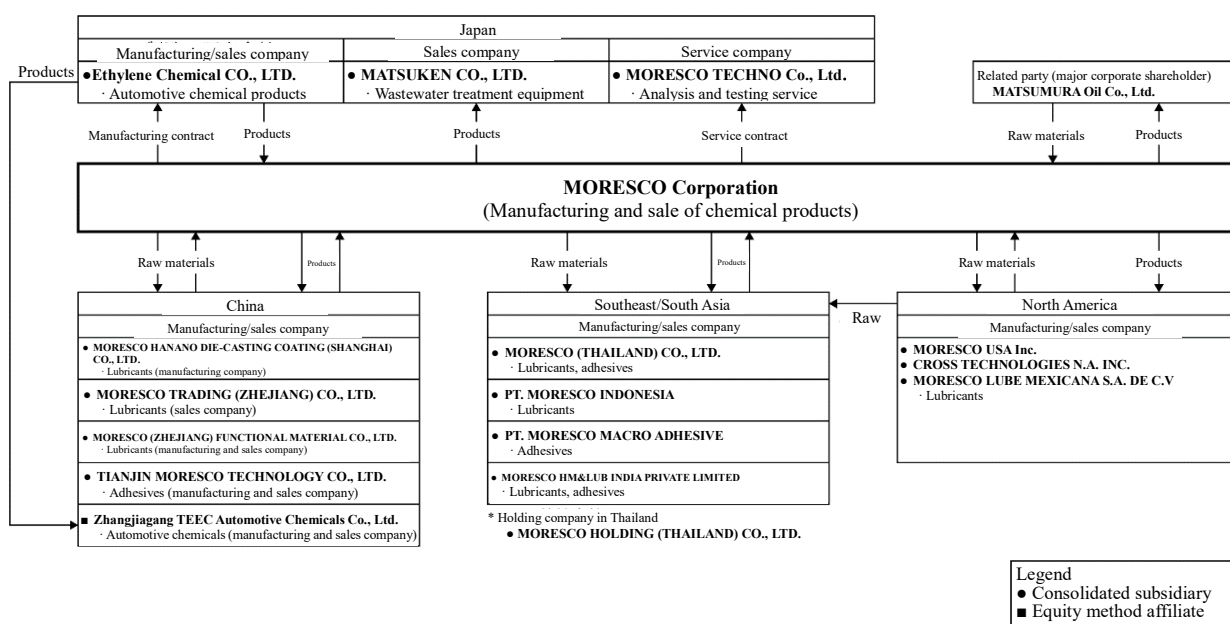 Japan
Manufacturing/sales company
Sales company
Service company
Products
●Ethylene Chemical CO., LTD.
· Automotive chemical products
● MATSUKEN CO., LTD.
· Wastewater treatment equipment
● MORESCO TECHNO Co., Ltd.
· Analysis and testing service
Related party (major corporate shareholder)
MATSUMURA Oil Co., Ltd.
Manufacturing contract
Products
Products
Service contract
Raw materials
Products
MORESCO Corporation
(Manufacturing and sale of chemical products)
Raw materials
Products
Raw materials
Products
Raw materials
Products
China
Manufacturing/sales company
● MORESCO HANANO DIE-CASTING COATING (SHANGHAI)
CO., LTD.
· Lubricants (manufacturing company)
● MORESCO TRADING (ZHEJIANG) CO., LTD.
· Lubricants (sales company)
● MORESCO (ZHEJIANG) FUNCTIONAL MATERIAL CO., LTD.
· Lubricants (manufacturing and sales company)
● TIANJIN MORESCO TECHNOLOGY CO., LTD.
· Adhesives (manufacturing and sales company)
■ Zhangjiagang TEEC Automotive Chemicals Co., Ltd.
· Automotive chemicals (manufacturing and sales company)
Southeast/South Asia
Manufacturing/sales company
● MORESCO (THAILAND) CO., LTD.
· Lubricants, adhesives
● PT. MORESCO INDONESIA
· Lubricants
● PT. MORESCO MACRO ADHESIVE
· Adhesives
● MORESCO HM&LUB INDIA PRIVATE LIMITED
· Lubricants, adhesives
* Holding company in Thailand
● MORESCO HOLDING (THAILAND) CO., LTD.
Raw
North America
Manufacturing/sales company
● MORESCO USA Inc.
● CROSS TECHNOLOGIES N.A. INC.
● MORESCO LUBE MEXICANA S.A. DE C.V
· Lubricants
Legend
● Consolidated subsidiary
■ Equity method affiliate